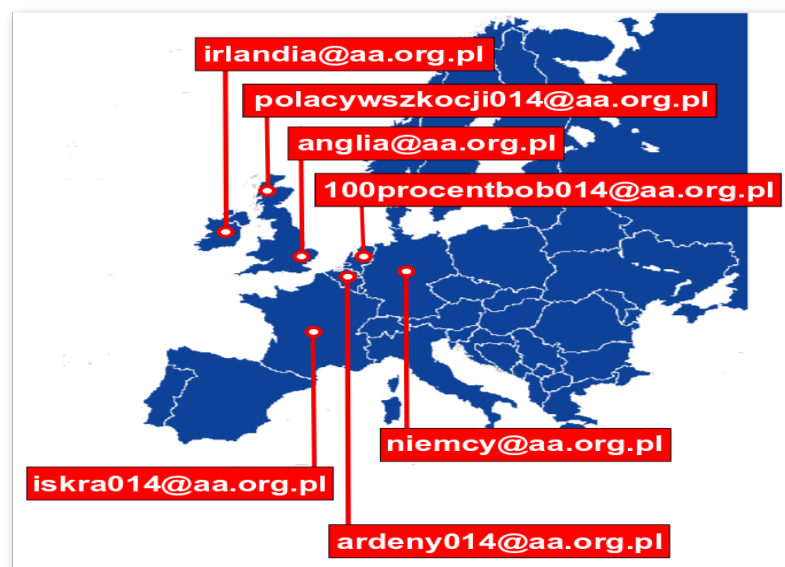 irlandia@aa.org.pl
polacywszkocji014@aa.org.pl
anglia@aa.org.pl
100procentbob014@aa.org.pl
niemcy@aa.org.pl
iskra014@aa.org.pl
ardeny014@aa.org.pl